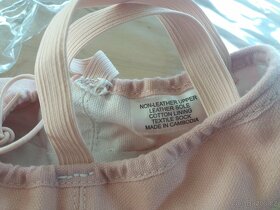 NON-LEATHER UPPER
LEATHER SOLE
COTTON LINING
TEXTILE SOCK
MADE IN CAMBODIA